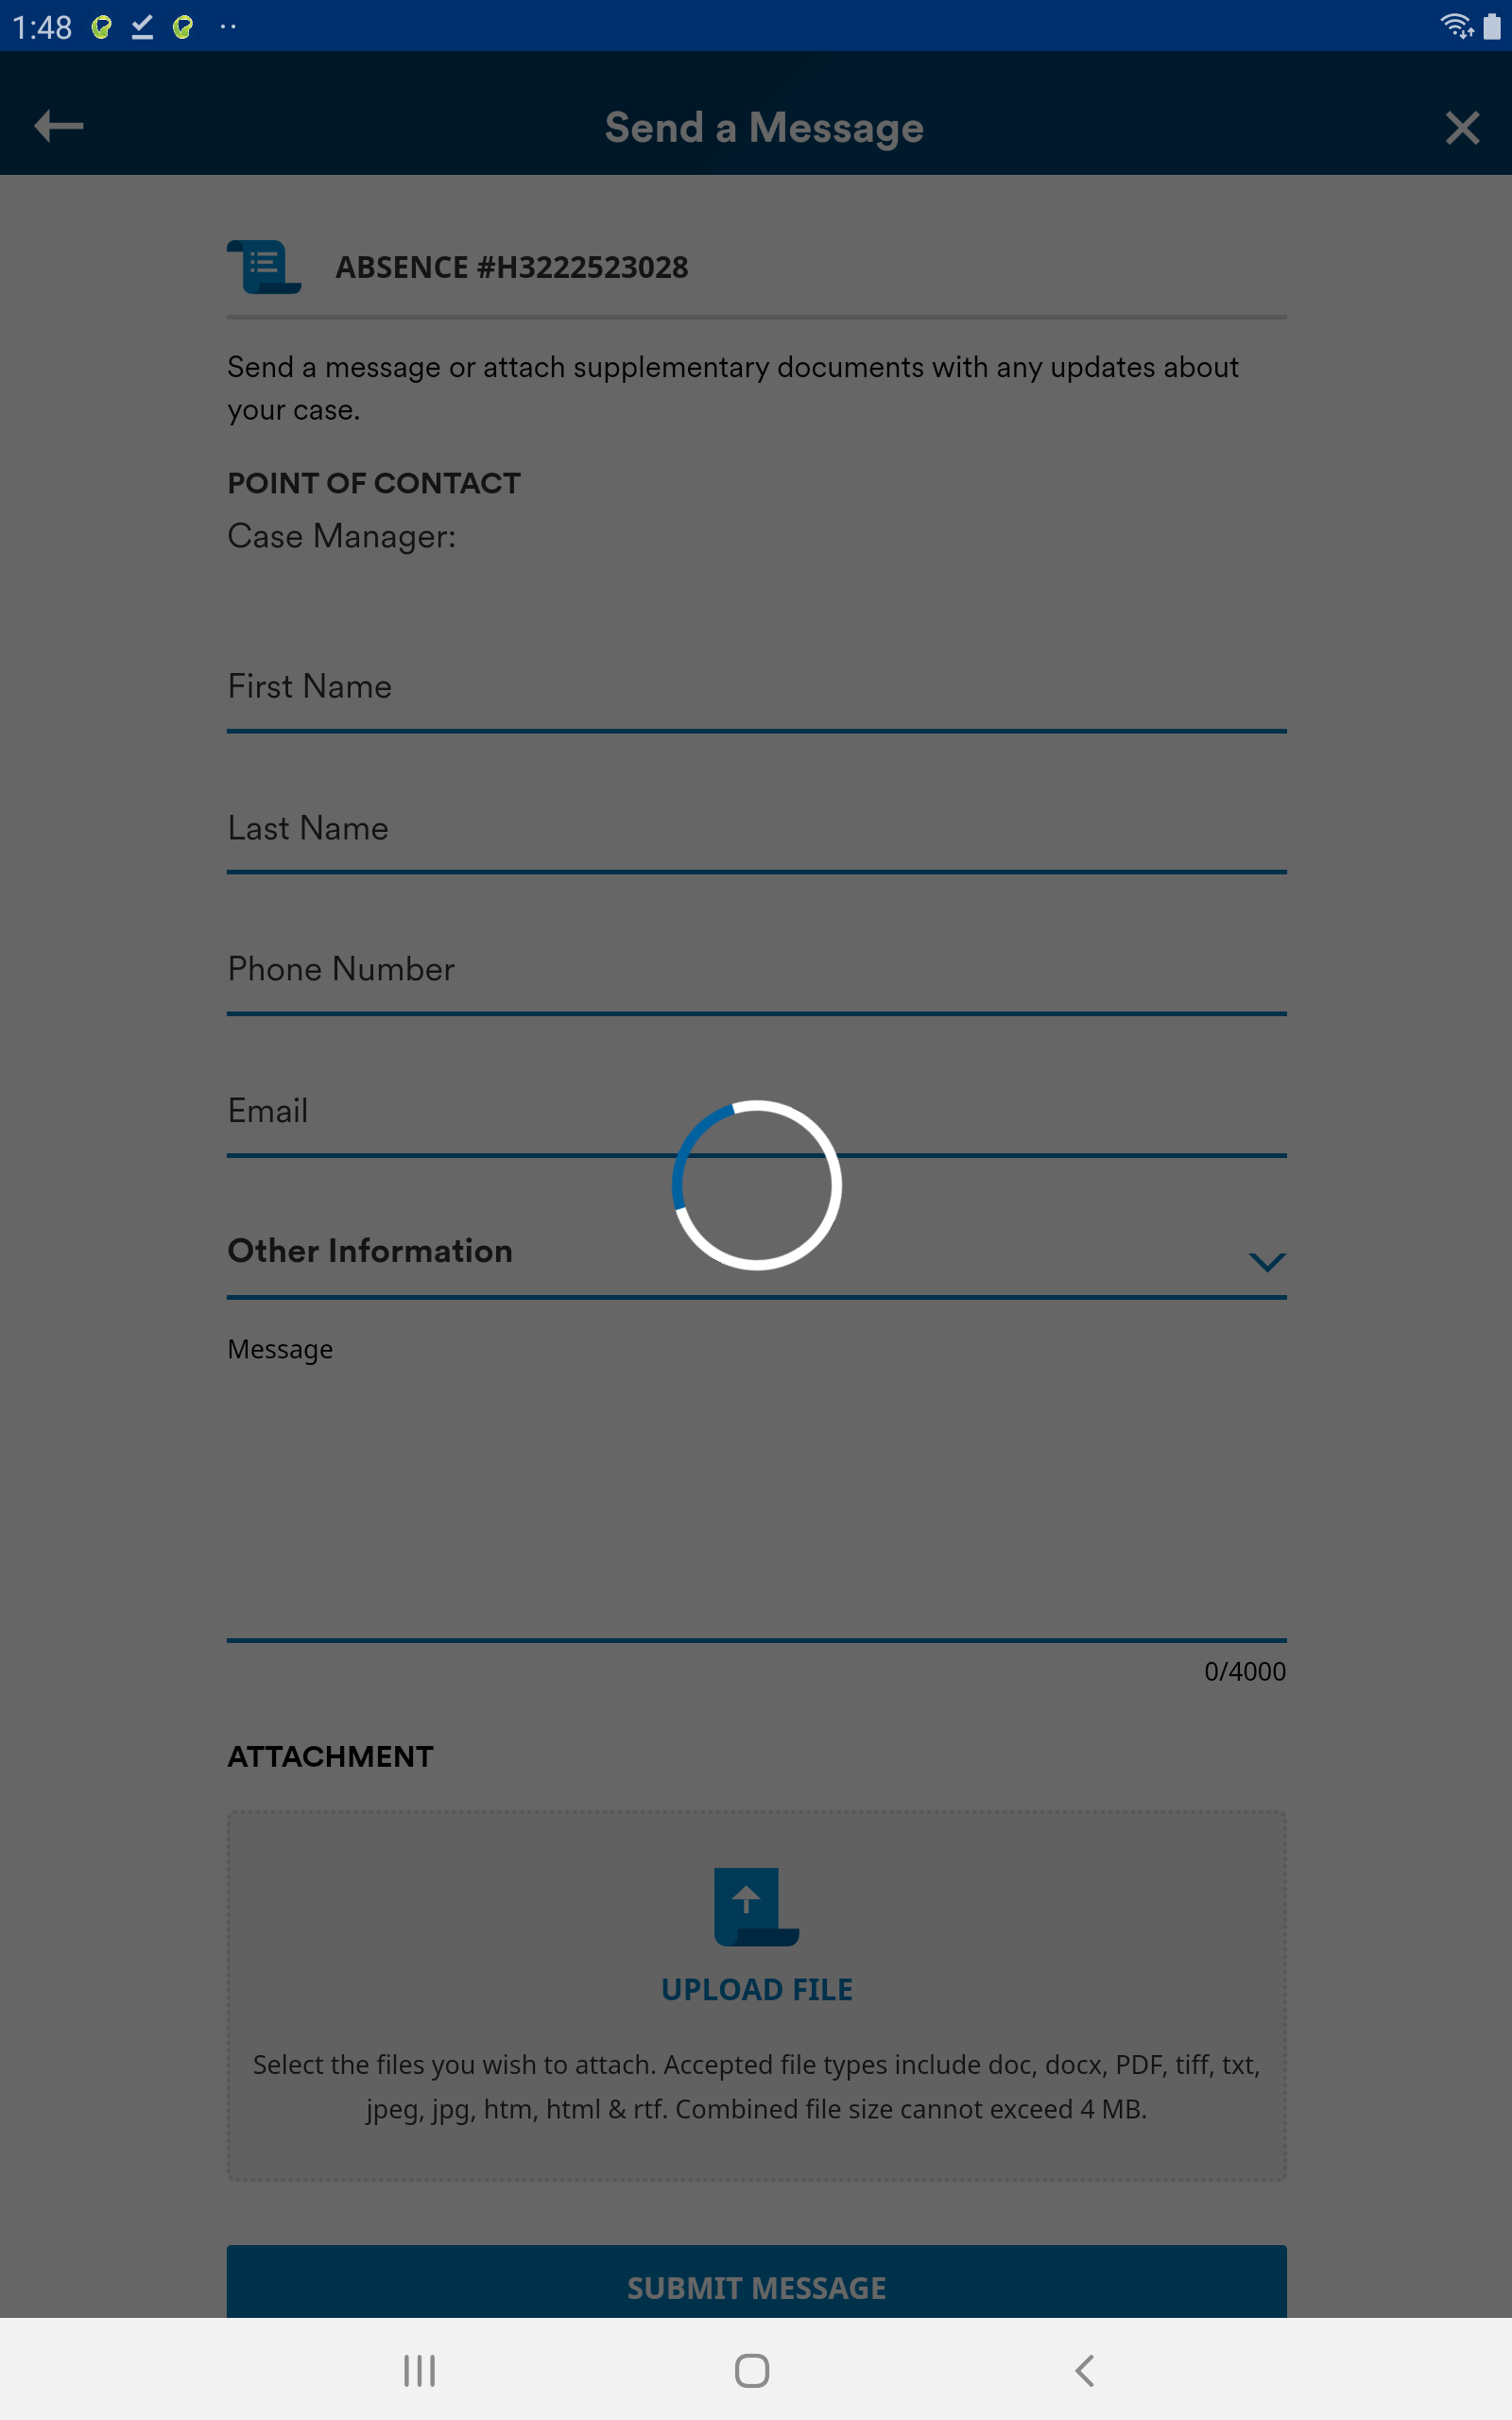 1:48
Send a Message
ABSENCE #H3222523028
Send a message or attach supplementary documents with any updates about
your case.
POINT OF CONTACT
Case Manager:
First Name
Last Name
Phone Number
Email
Other Information
Message
0/4000
ATTACHMENT
UPLOAD FILE
Select the files you wish to attach. Accepted file types include doc, docx, PDF, tiff, txt,
jpeg, jpg, htm, html & rtf. Combined file size cannot exceed 4 MB.
SUBMIT MESSAGE